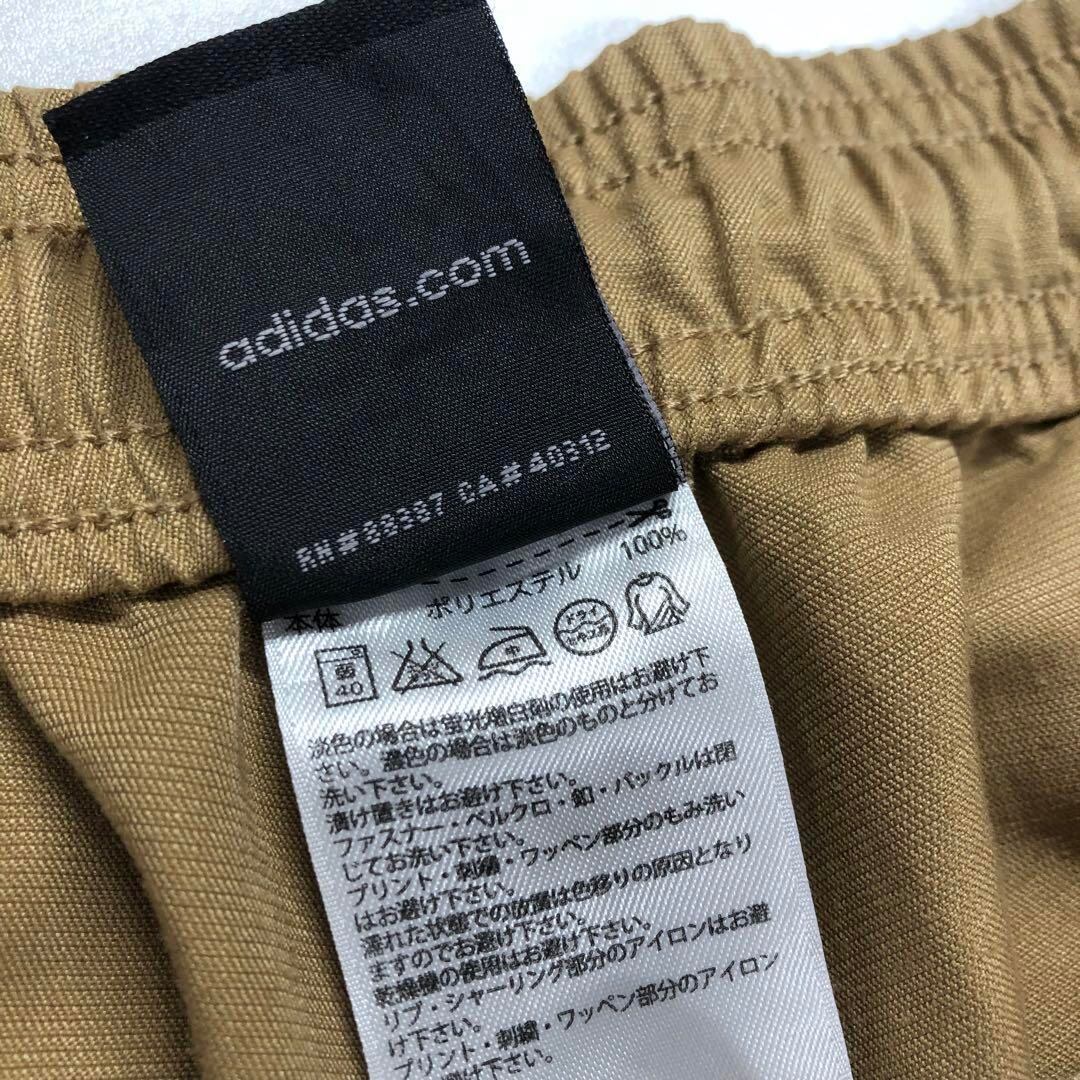 adidas.com
RN#88387 CA#40312
100%
本体 ポリエステル
弱
40
ドライ
セキユ系
淡色の場合は蛍光増白剤の使用はお避け下
さい。濃色の場合は淡色のものと分けてお
洗い下さい。
漬け置きはお避け下さい。
ファスナー・ベルクロ・釦・バックルは閉
じてお洗い下さい。
プリント・刺繍・ワッペン部分のもみ洗い
はお避け下さい。
濡れた状態での放置は色移りの原因となり
ますのでお避け下さい。
乾燥機の使用はお避け下さい。
リブ・シャーリング部分のアイロンはお避
け下さい。
プリント・刺繍・ワッペン部分のアイロン